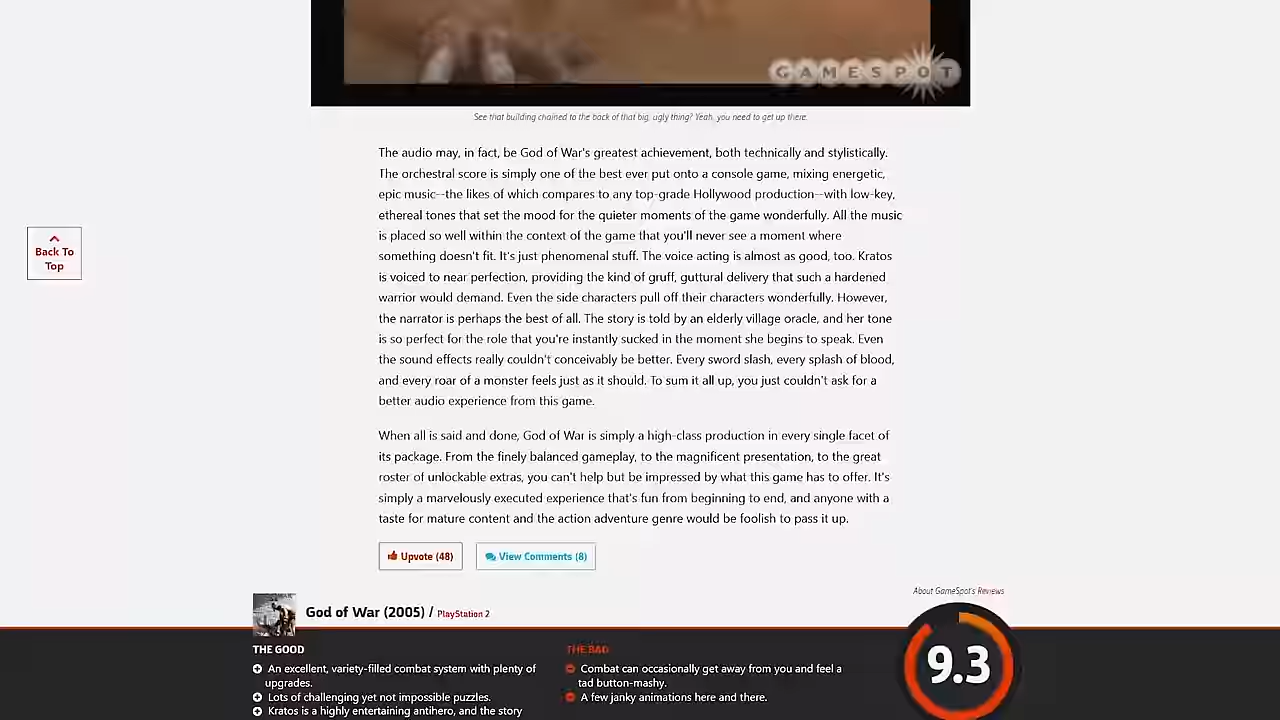 GAMESPOT
See that building chained to the back of that big, ugly thing? Yeah, you need to get up there.
The audio may, in fact, be God of War's greatest achievement, both technically and stylistically.
The orchestral score is simply one of the best ever put onto a console game, mixing energetic,
epic music--the likes of which compares to any top-grade Hollywood production--with low-key,
ethereal tones that set the mood for the quieter moments of the game wonderfully. All the music
is placed so well within the context of the game that you'll never see a moment where
something doesn't fit. It's just phenomenal stuff. The voice acting is almost as good, too. Kratos
is voiced to near perfection, providing the kind of gruff, guttural delivery that such a hardened
warrior would demand. Even the side characters pull off their characters wonderfully. However,
the narrator is perhaps the best of all. The story is told by an elderly village oracle, and her tone
is so perfect for the role that you're instantly sucked in the moment she begins to speak. Even
the sound effects really couldn't conceivably be better. Every sword slash, every splash of blood,
and every roar of a monster feels just as it should. To sum it all up, you just couldn't ask for a
better audio experience from this game.
Back To
Top
When all is said and done, God of War is simply a high-class production in every single facet of
its package. From the finely balanced gameplay, to the magnificent presentation, to the great
roster of unlockable extras, you can't help but be impressed by what this game has to offer. It's
simply a marvelously executed experience that's fun from beginning to end, and anyone with a
taste for mature content and the action adventure genre would be foolish to pass it up.
Upvote (48)
View Comments (8)
About GameSpot's Reviews
God of War (2005) / PlayStation 2
9.3
THE GOOD
An excellent, variety-filled combat system with plenty of
upgrades.
Lots of challenging yet not impossible puzzles.
Kratos is a highly entertaining antihero, and the story
THE BAD
Combat can occasionally get away from you and feel a
tad button-mashy.
A few janky animations here and there.